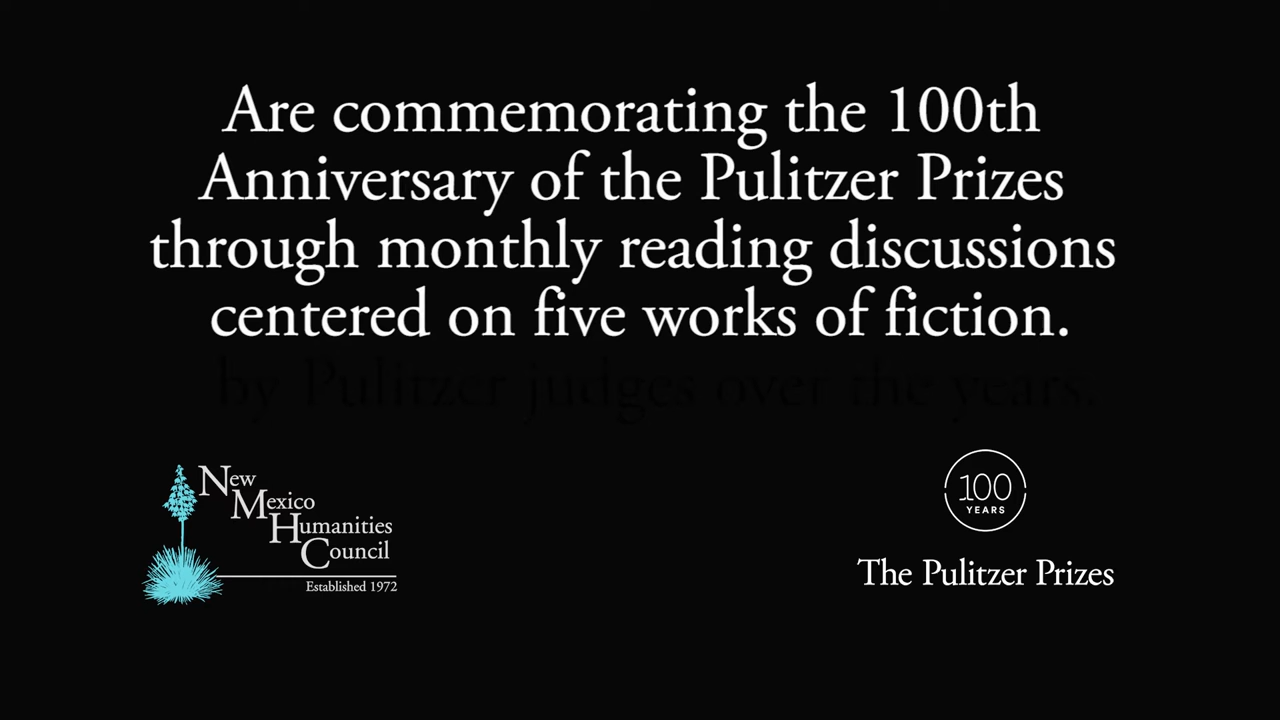 Are commemorating the 100th
Anniversary of the Pulitzer Prizes
through monthly reading discussions
centered on five works of fiction.
by Pulitzer judges over the years.
New
Mexico
Humanities
Council
Established 1972
100
YEARS
The Pulitzer Prizes